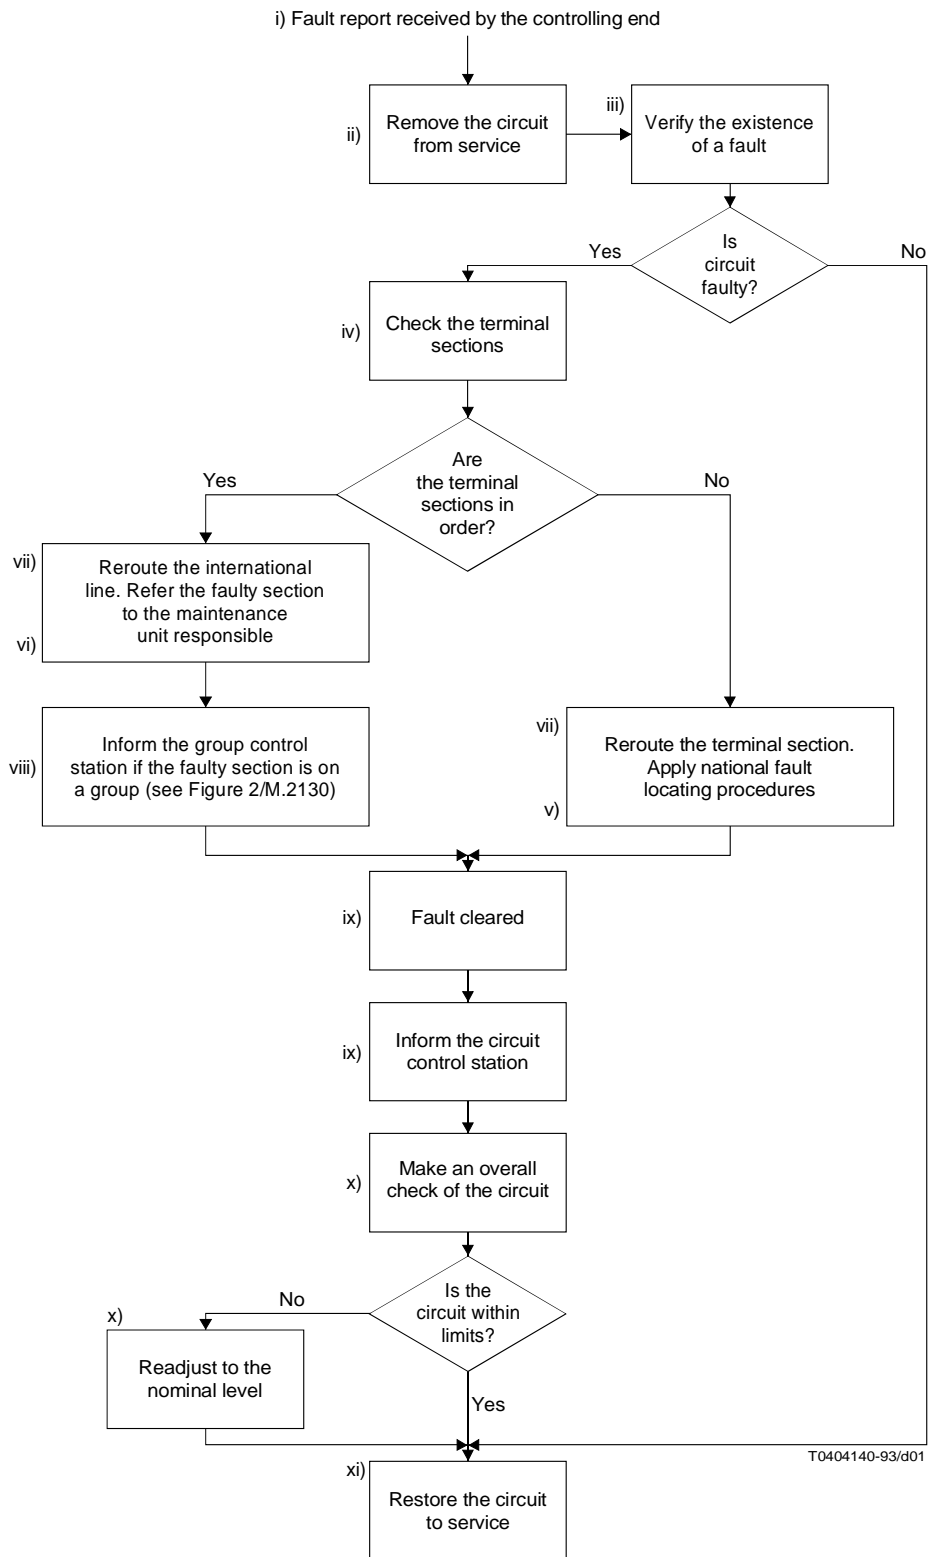 i) Fault report received by the controlling end
ii)
Remove the circuit
from service
iii)
Verify the existence
of a fault
Is
circuit
faulty?
Yes
No
iv)
Check the terminal
sections
Are
the terminal
sections in
order?
Yes
No
vii)
vi)
Reroute the international
line. Refer the faulty section
to the maintenance
unit responsible
viii)
Inform the group control
station if the faulty section is on
a group (see Figure 2/M.2130)
vii)
v)
Reroute the terminal section.
Apply national fault
locating procedures
ix)
Fault cleared
ix)
Inform the circuit
control station
x)
Make an overall
check of the circuit
Is the
circuit within
limits?
No
x)
Readjust to the
nominal level
Yes
T0404140-93/d01
xi)
Restore the circuit
to service